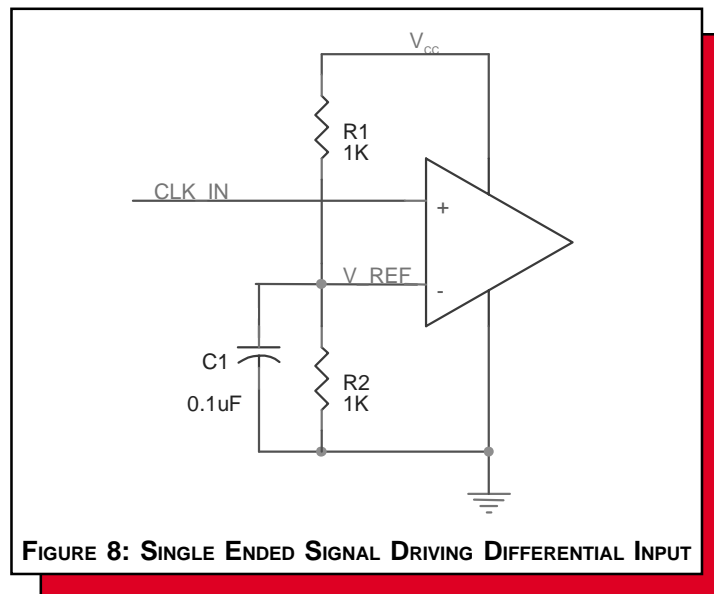 Vcc
R1
1K
CLK_IN
+
V_REF
-
C1
0.1uF
R2
1K
FIGURE 8: SINGLE ENDED SIGNAL DRIVING DIFFERENTIAL INPUT